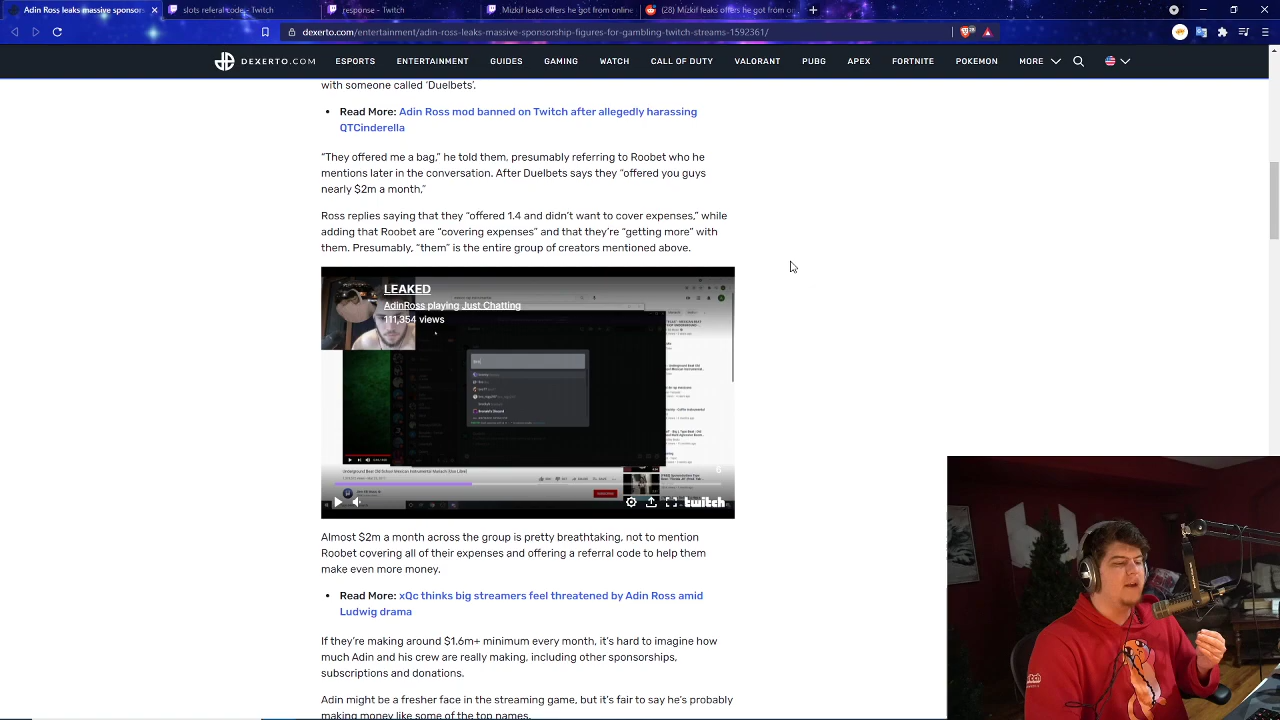 Adin Ross leaks massive sponsors
slots referal code - Twitch
response - Twitch
Mizkif leaks offers he got from online
(28) Mizkif leaks offers he got from on
dexerto.com/entertainment/adin-ross-leaks-massive-sponsorship-figures-for-gambling-twitch-streams-1592361/
DEXERTO.COM
ESPORTS
ENTERTAINMENT
GUIDES
GAMING
WATCH
CALL OF DUTY
VALORANT
PUBG
APEX
FORTNITE
POKEMON
MORE
with someone called ‘Duelbets’.
• Read More: Adin Ross mod banned on Twitch after allegedly harassing
QTCinderella
“They offered me a bag,” he told them, presumably referring to Roobet who he
mentions later in the conversation. After Duelbets says they “offered you guys
nearly $2m a month,”
Ross replies saying that they “offered 1.4 and didn’t want to cover expenses,” while
adding that Roobet are “covering expenses” and that they’re “getting more” with
them. Presumably, “them” is the entire group of creators mentioned above.
LEAKED
AdinRoss playing Just Chatting
111,354 views
6
twitch
Almost $2m a month across the group is pretty breathtaking, not to mention
Roobet covering all of their expenses and offering a referral code to help them
make even more money.
• Read More: xQc thinks big streamers feel threatened by Adin Ross amid
Ludwig drama
If they’re making around $1.6m+ minimum every month, it’s hard to imagine how
much Adin and his crew are really making, including other sponsorships,
subscriptions and donations.
Adin might be a fresher face in the streaming game, but it’s fair to say he’s probably
making money like some of the top names.